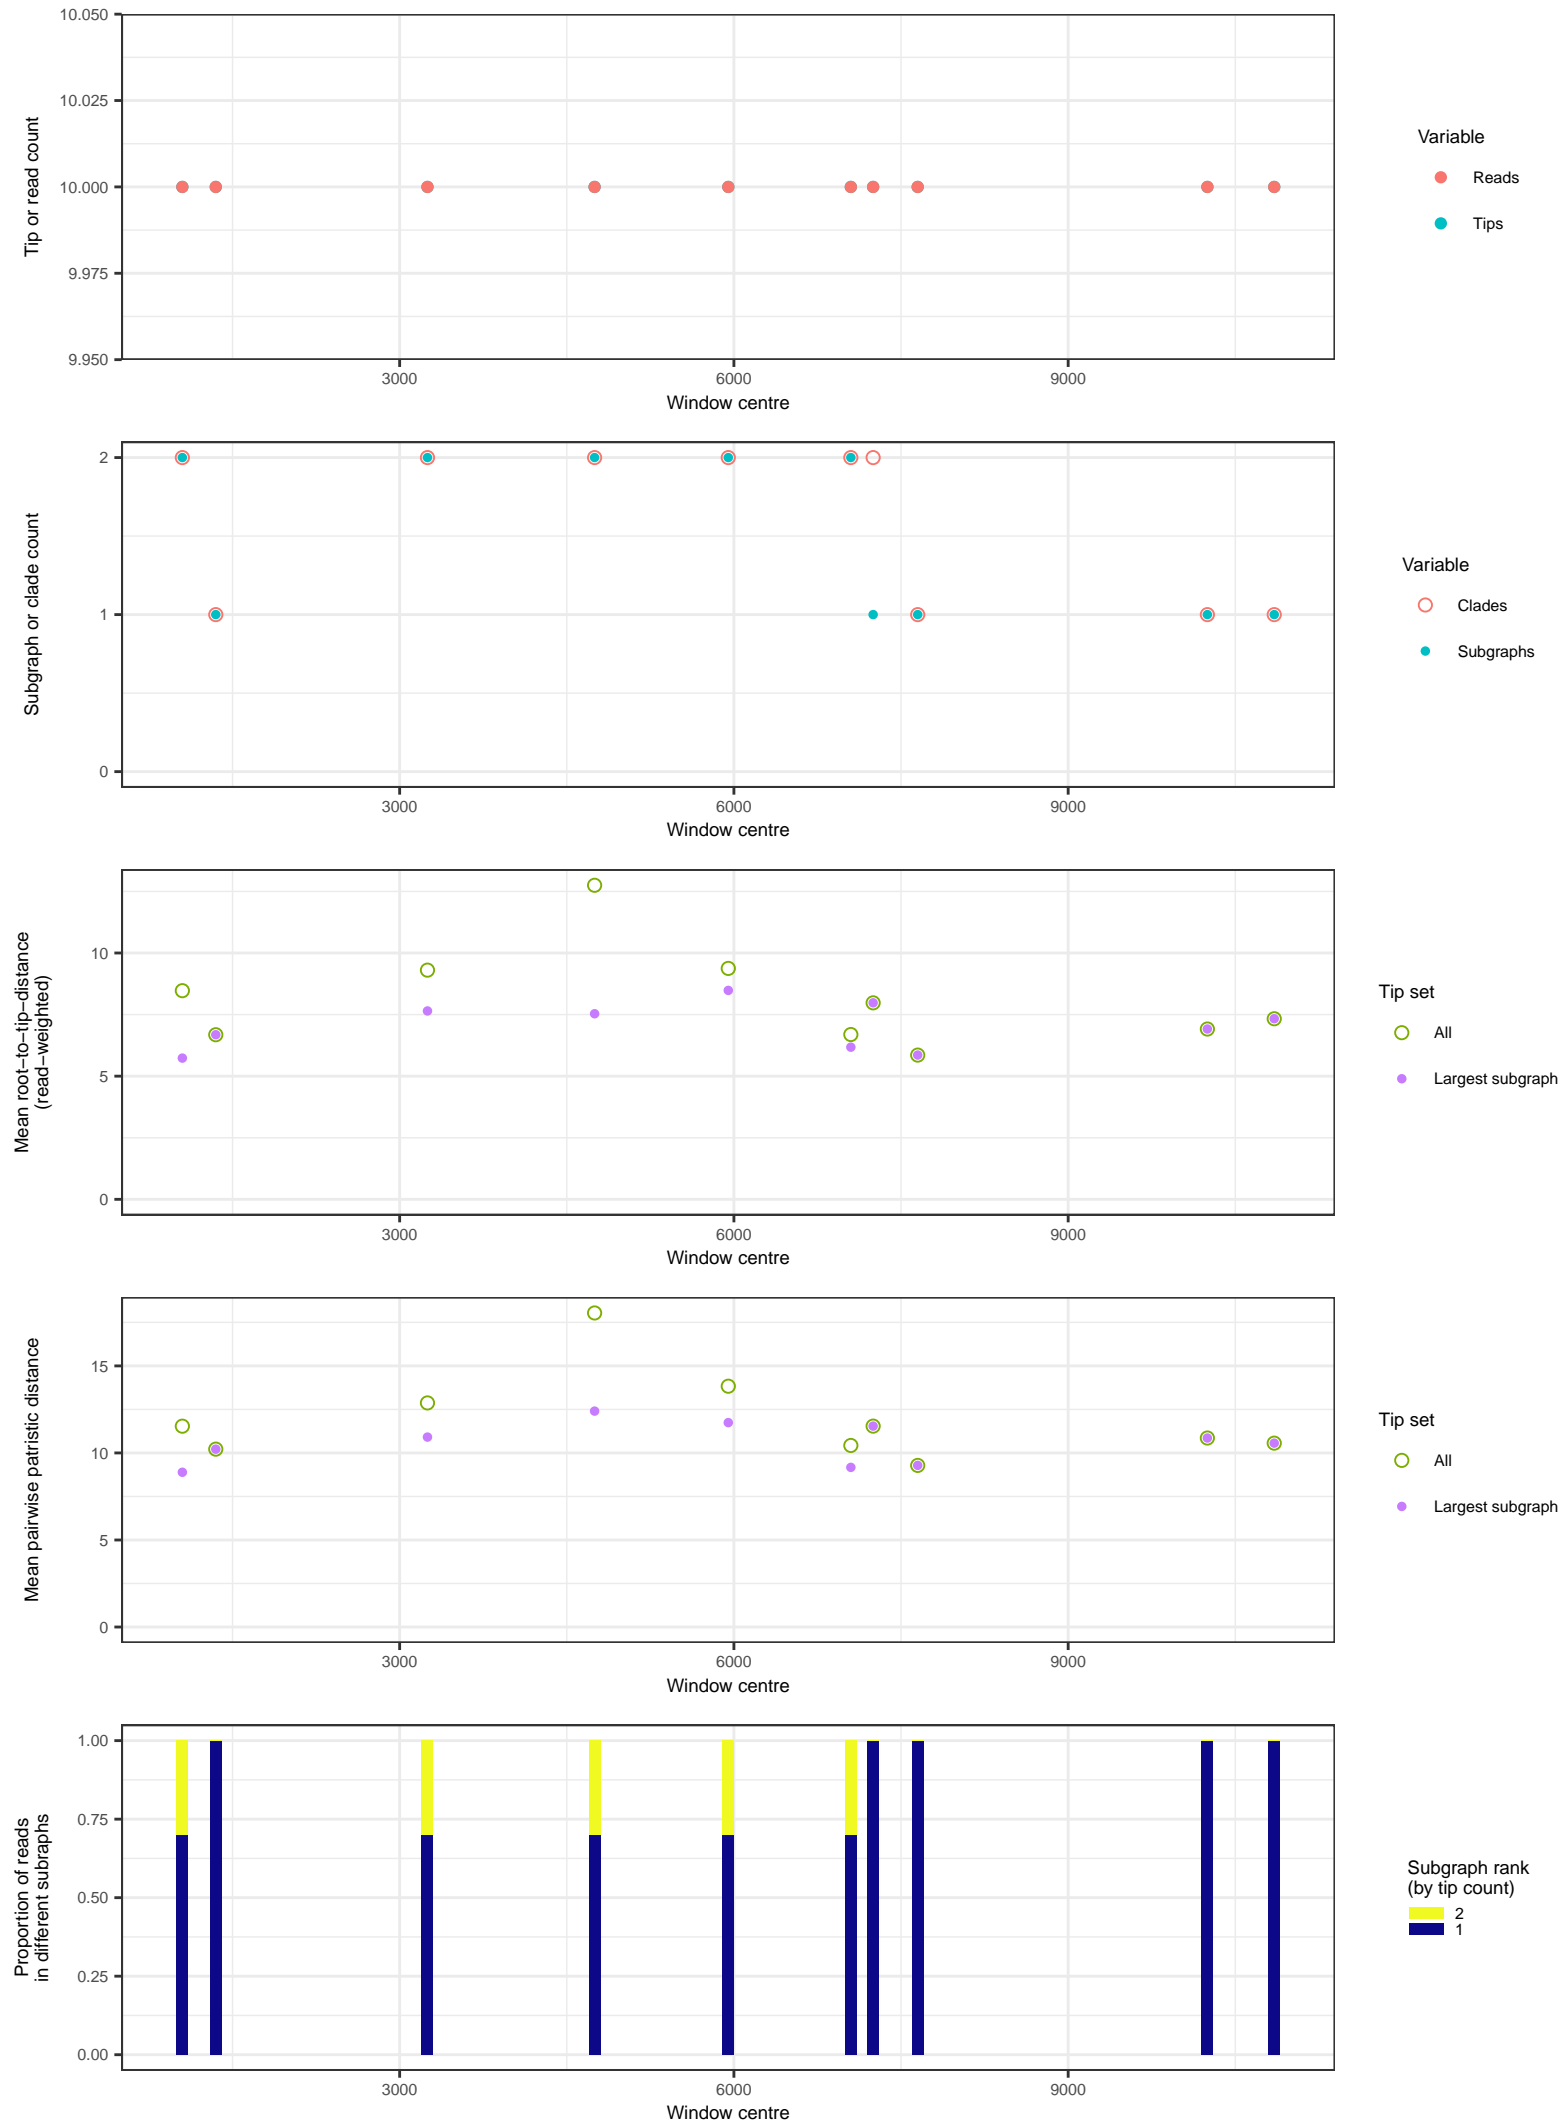 10.050
10.025
10.000
9.975
9.950
Tip or read count
3000
6000
9000
Window centre
Variable
Reads
Tips
2
1
0
Subgraph or clade count
3000
6000
9000
Window centre
Variable
Clades
Subgraphs
10
5
0
Mean root−to−tip−distance
(read−weighted)
3000
6000
9000
Window centre
Tip set
All
Largest subgraph
15
10
5
0
Mean pairwise patristic distance
3000
6000
9000
Window centre
Tip set
All
Largest subgraph
1.00
0.75
0.50
0.25
0.00
Proportion of reads
in different subraphs
3000
6000
9000
Window centre
Subgraph rank
(by tip count)
2
1